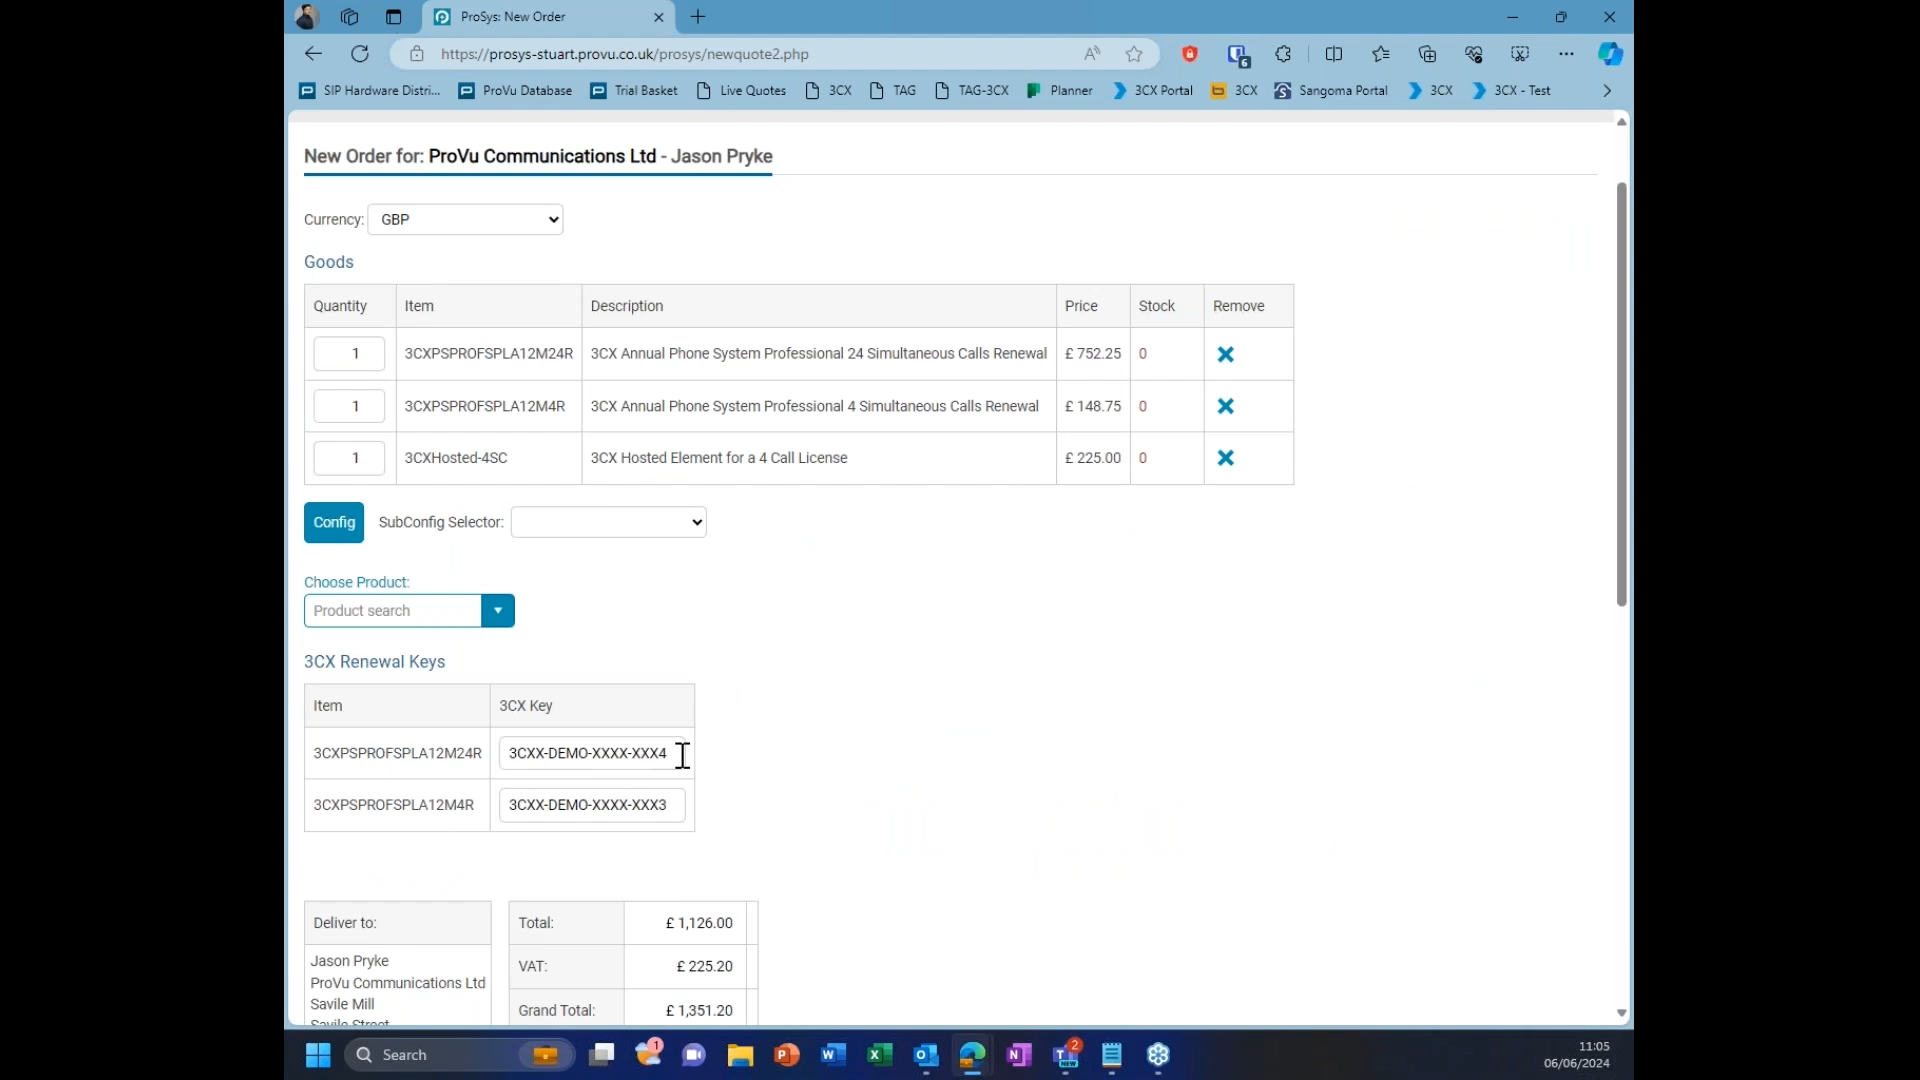 ProSys: New Order
https://prosys-stuart.provu.co.uk/prosys/newquote2.php
6
SIP Hardware Distri... ProVu Database Trial Basket Live Quotes 3CX TAG TAG-3CX Planner 3CX Portal 3CX Sangoma Portal 3CX 3CX - Test
New Order for: ProVu Communications Ltd - Jason Pryke
Currency: GBP
Goods
Quantity Item Description Price Stock Remove
1 3CXPSPROFSPLA12M24R 3CX Annual Phone System Professional 24 Simultaneous Calls Renewal £ 752.25 0
1 3CXPSPROFSPLA12M4R 3CX Annual Phone System Professional 4 Simultaneous Calls Renewal £ 148.75 0
1 3CXHosted-4SC 3CX Hosted Element for a 4 Call License £ 225.00 0
Config SubConfig Selector:
Choose Product:
Product search
3CX Renewal Keys
Item 3CX Key
3CXPSPROFSPLA12M24R 3CXX-DEMO-XXXX-XXX4
3CXPSPROFSPLA12M4R 3CXX-DEMO-XXXX-XXX3
Deliver to:
Jason Pryke
ProVu Communications Ltd
Savile Mill
Savile Street
Total: £ 1,126.00
VAT: £ 225.20
Grand Total: £ 1,351.20
Search
1
2
11:05
06/06/2024